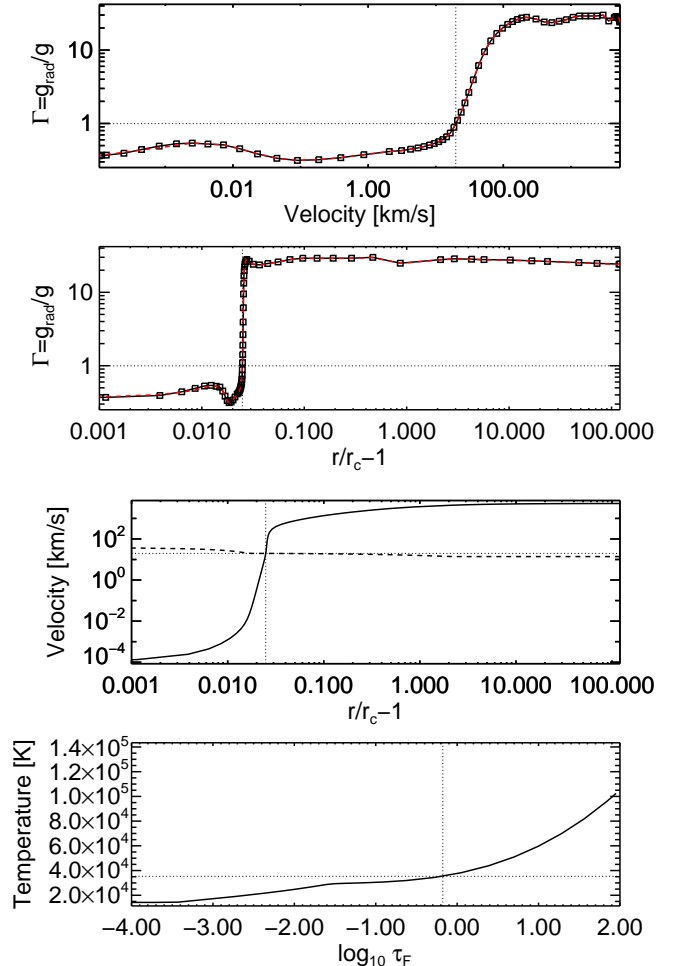 Γ=g_rad/g
10
1
0.01 1.00 100.00
Velocity [km/s]
Γ=g_rad/g
10
1
0.001 0.010 0.100 1.000 10.000 100.000
r/r_c−1
Velocity [km/s]
10^2
10^0
10^−2
10^−4
0.001 0.010 0.100 1.000 10.000 100.000
r/r_c−1
Temperature [K]
1.4×10^5
1.2×10^5
1.0×10^5
8.0×10^4
6.0×10^4
4.0×10^4
2.0×10^4
−4.00 −3.00 −2.00 −1.00 0.00 1.00 2.00
log_10 τ_F